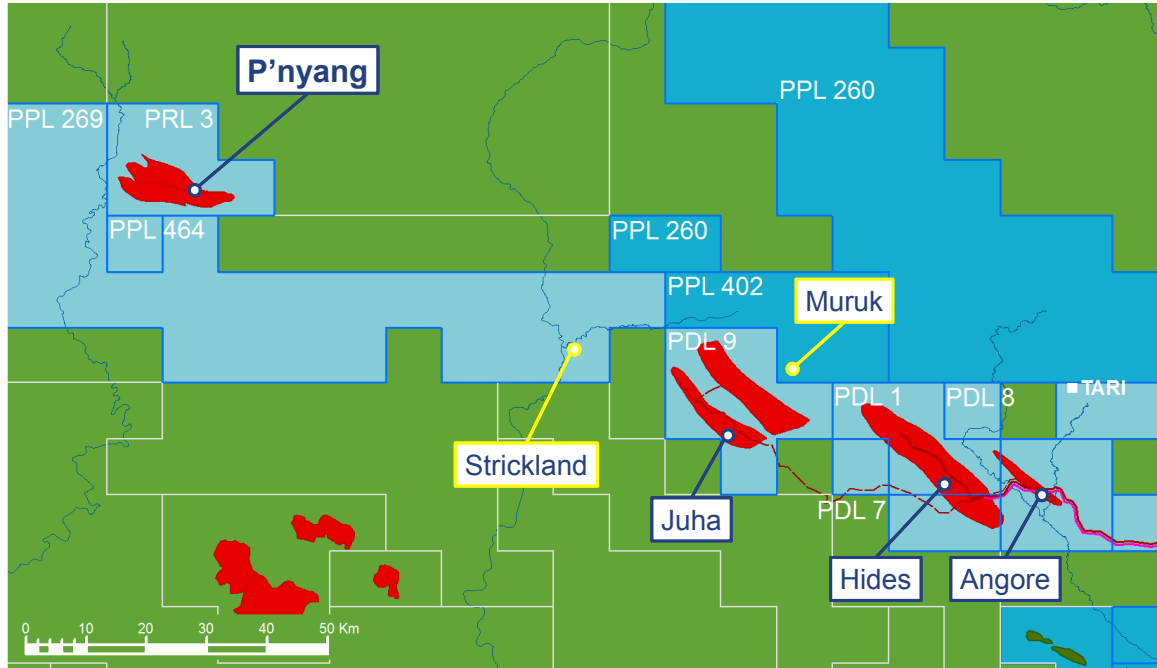 P'nyang
PPL 269
PRL 3
PPL 260
PPL 464
PPL 260
PPL 402
Muruk
PDL 9
PDL 1
PDL 8
TARI
Strickland
Juha
PDL 7
Hides
Angore
0 10 20 30 40 50 Km